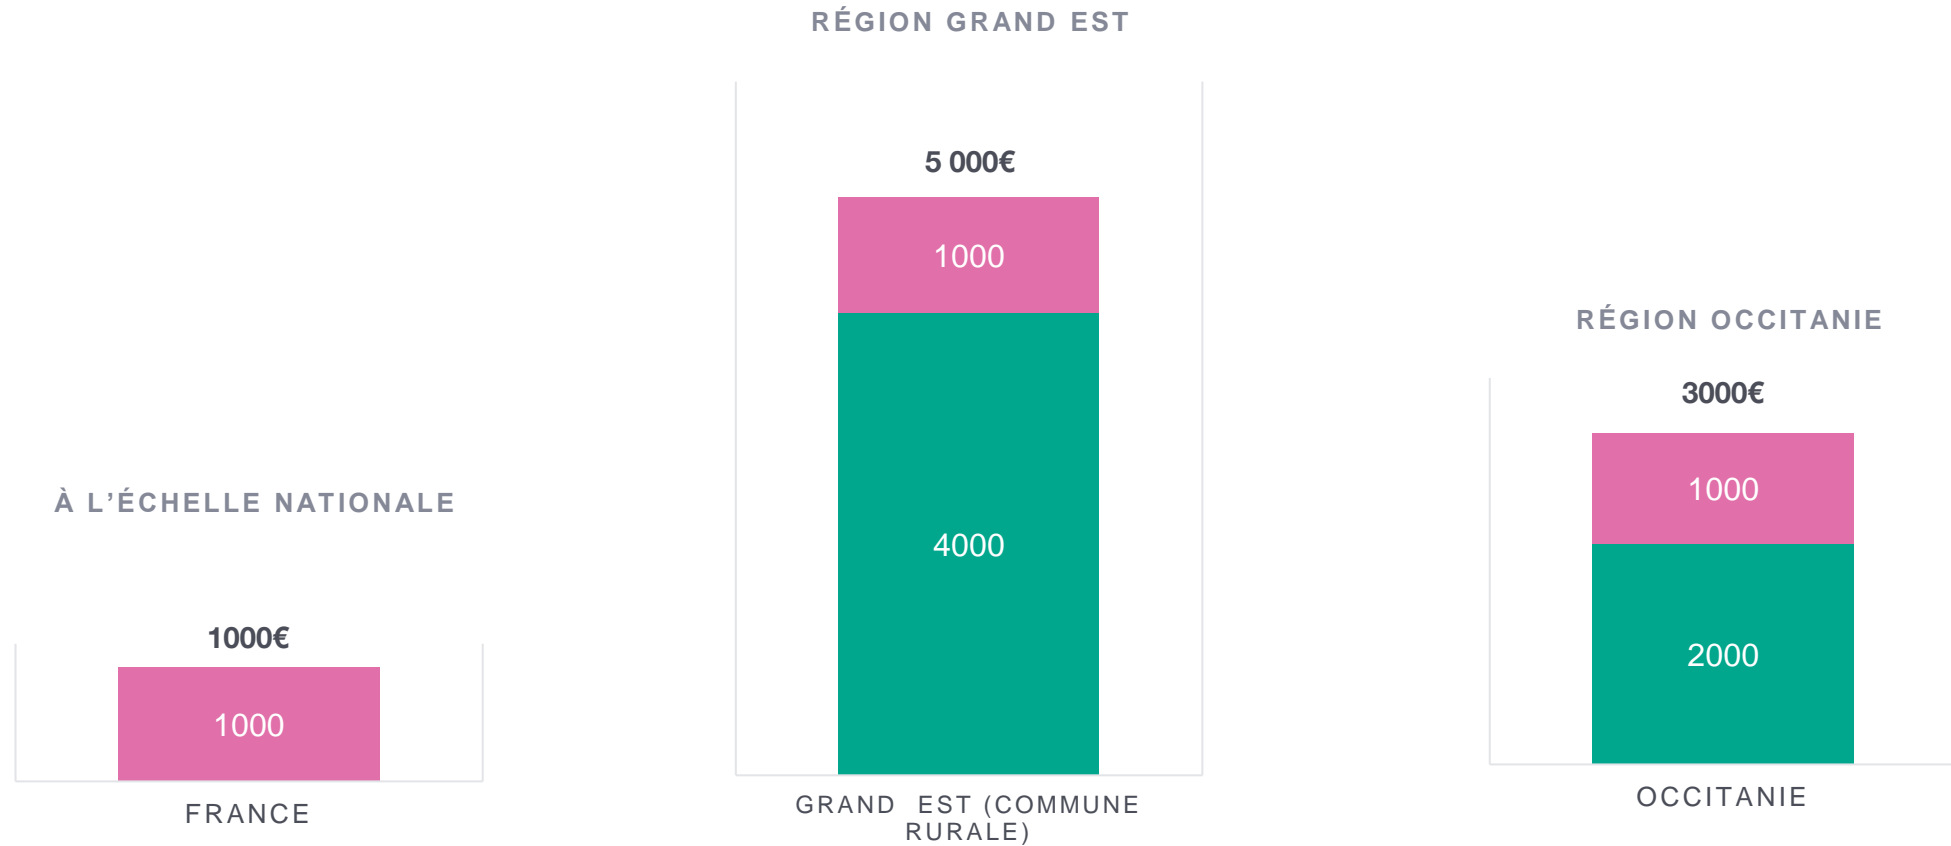 À L’ÉCHELLE NATIONALE
1000€
1000
FRANCE
RÉGION GRAND EST
5 000€
1000
4000
GRAND EST (COMMUNE
RURALE)
RÉGION OCCITANIE
3000€
1000
2000
OCCITANIE